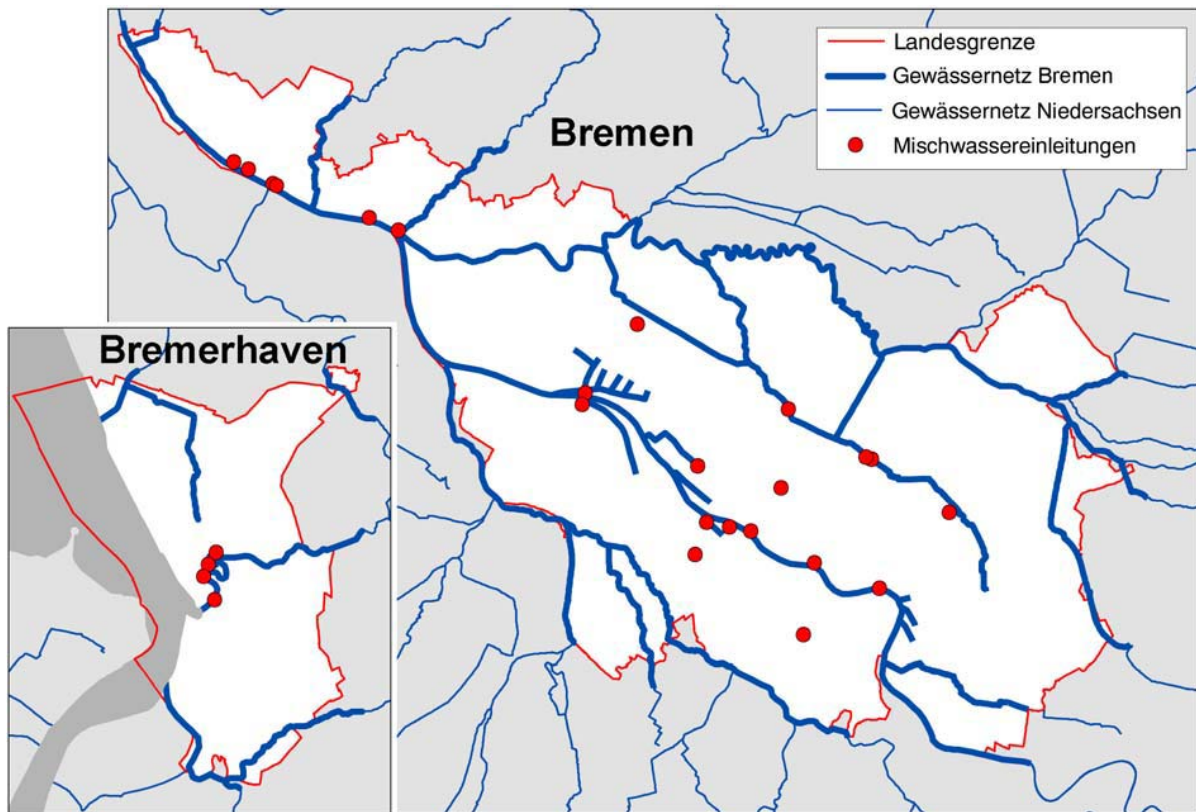 Landesgrenze
Gewässernetz Bremen
Gewässernetz Niedersachsen
Mischwassereinleitungen
Bremen
Bremerhaven